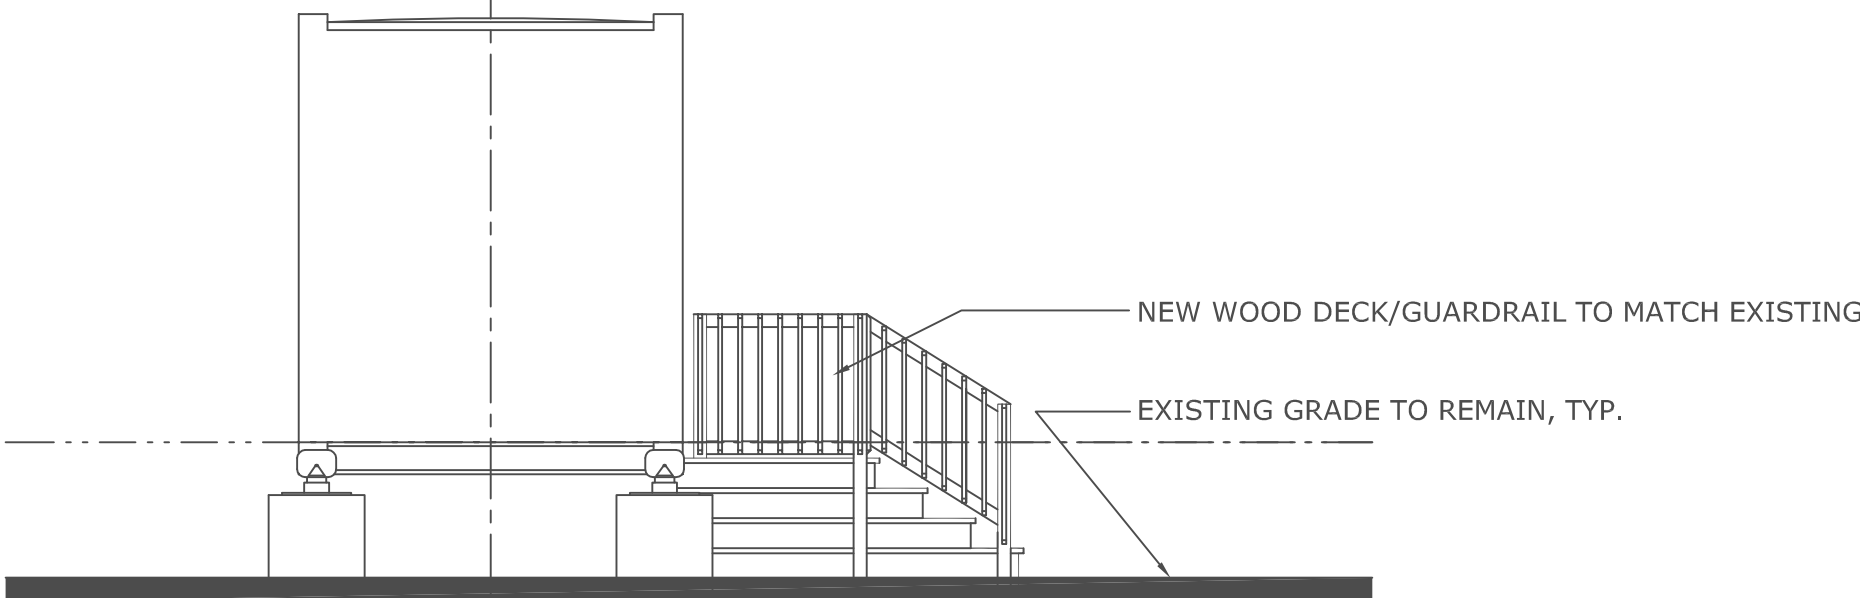 NEW WOOD DECK/GUARDRAIL TO MATCH EXISTING
EXISTING GRADE TO REMAIN, TYP.